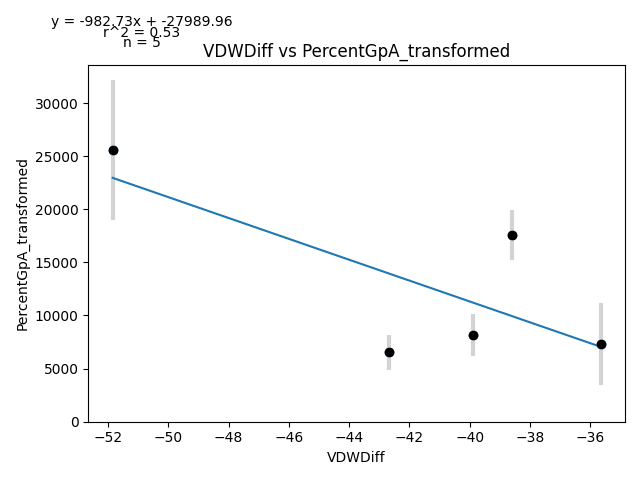 y = -982.73x + -27989.96
r^2 = 0.53
n = 5
VDWDiff vs PercentGpA_transformed
PercentGpA_transformed
30000
25000
20000
15000
10000
5000
0
−52 −50 −48 −46 −44 −42 −40 −38 −36
VDWDiff